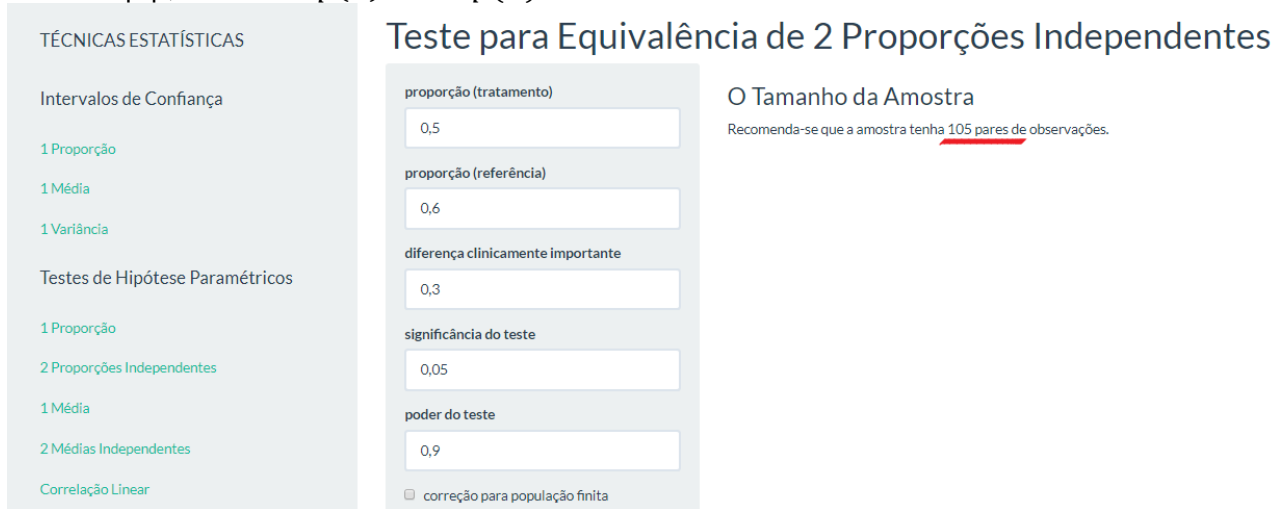 TÉCNICAS ESTATÍSTICAS
Intervalos de Confiança
1 Proporção
1 Média
1 Variância
Testes de Hipótese Paramétricos
1 Proporção
2 Proporções Independentes
1 Média
2 Médias Independentes
Correlação Linear
Teste para Equivalência de 2 Proporções Independentes
proporção (tratamento)
0,5
proporção (referência)
0,6
diferença clinicamente importante
0,3
significância do teste
0,05
poder do teste
0,9
correção para população finita
O Tamanho da Amostra
Recomenda-se que a amostra tenha 105 pares de observações.